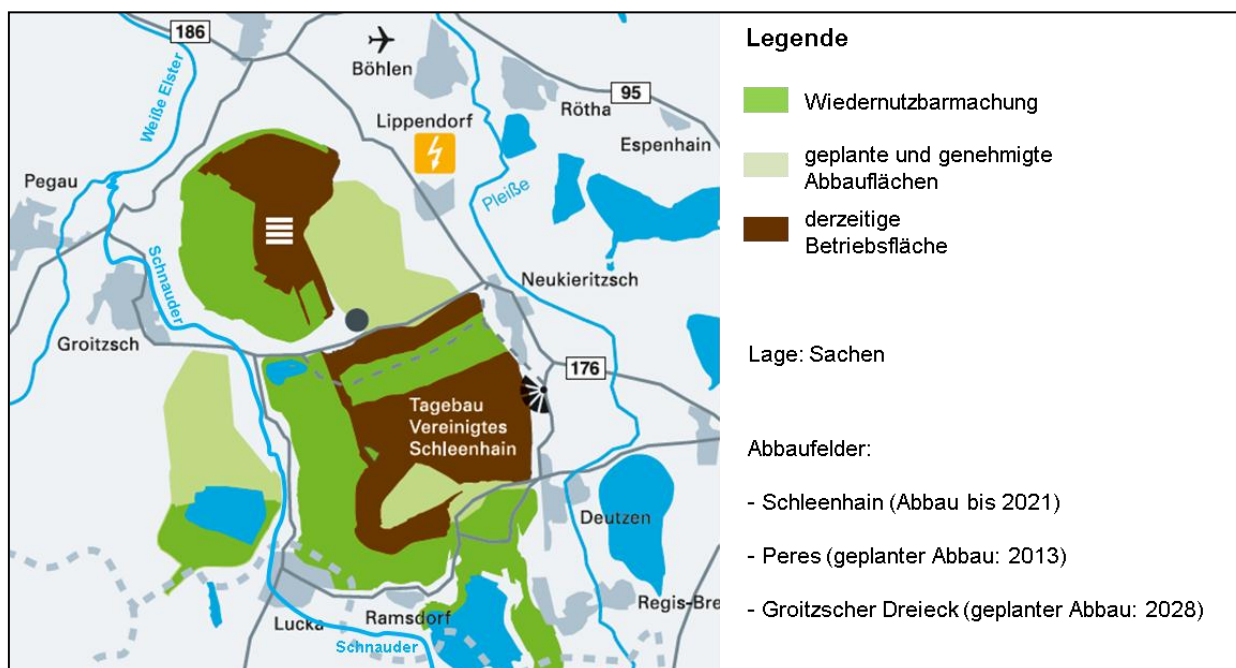 186
Böhlen
Weiße Elster
Rötha
95
Lippendorf
Espenhain
Pegau
Pleiße
Schnauder
Neukieritzsch
Groitzsch
176
Tagebau
Vereinigtes
Schleenhain
Deutzen
Regis-Bre
Lucka
Ramsdorf
Schnauder
Legende
Wiedernutzbarmachung
geplante und genehmigte
Abbauflächen
derzeitige
Betriebsfläche
Lage: Sachen
Abbaufelder:
- Schleenhain (Abbau bis 2021)
- Peres (geplanter Abbau: 2013)
- Groitzscher Dreieck (geplanter Abbau: 2028)